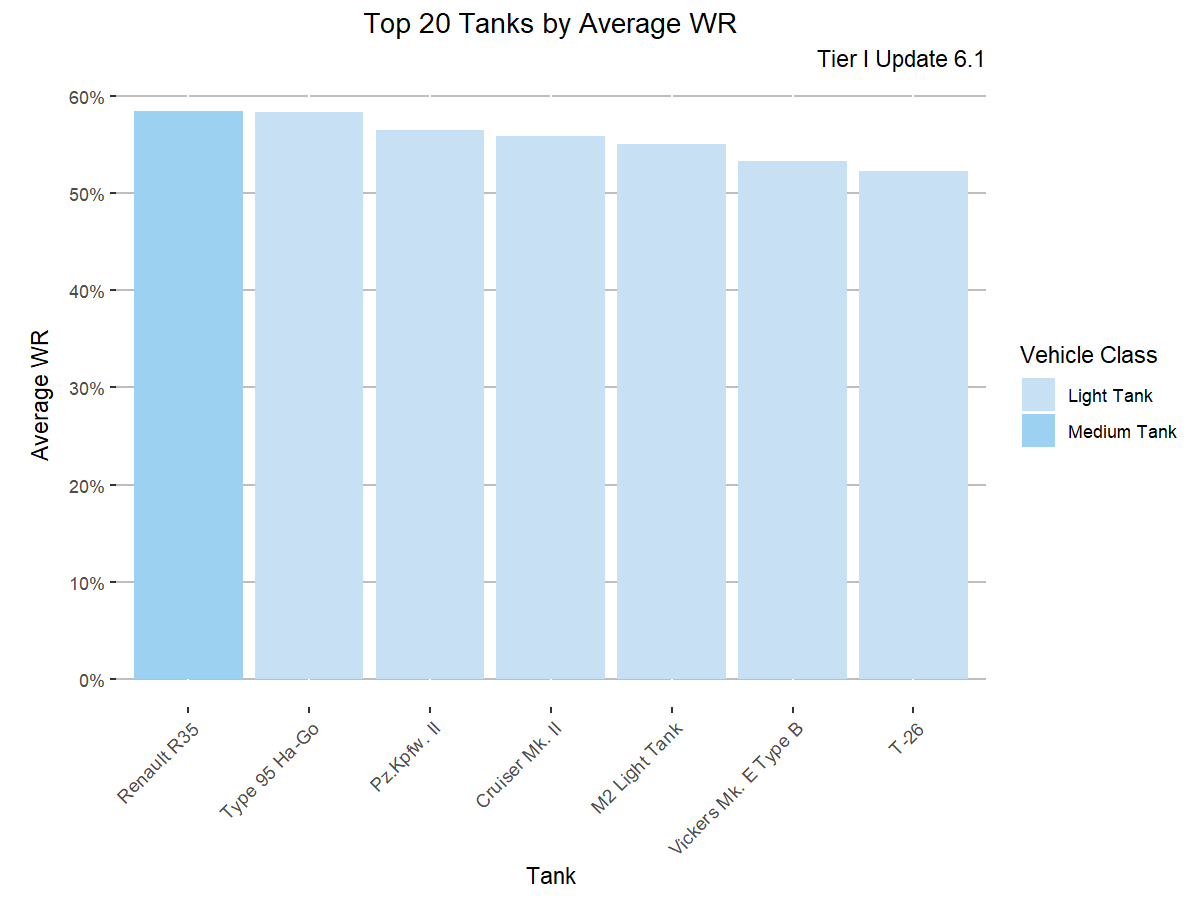 Top 20 Tanks by Average WR
Tier I Update 6.1
60%
50%
40%
30%
20%
10%
0%
Average WR
Renault R35
Type 95 Ha-Go
Pz.Kpfw. II
Cruiser Mk. II
M2 Light Tank
Vickers Mk. E Type B
T-26
Tank
Vehicle Class
Light Tank
Medium Tank